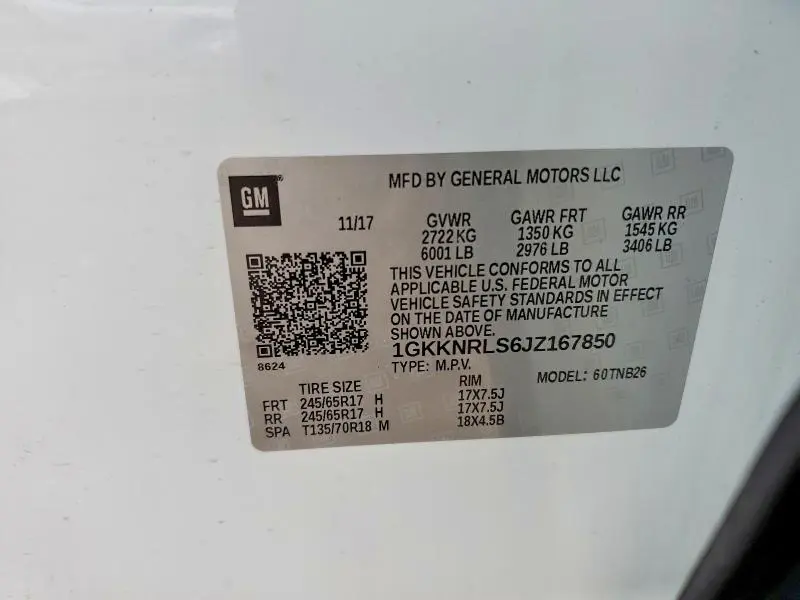 GM
MFD BY GENERAL MOTORS LLC
11/17 GVWR GAWR FRT GAWR RR
2722 KG 1350 KG 1545 KG
6001 LB 2976 LB 3406 LB
THIS VEHICLE CONFORMS TO ALL
APPLICABLE U.S. FEDERAL MOTOR
VEHICLE SAFETY STANDARDS IN EFFECT
ON THE DATE OF MANUFACTURE
SHOWN ABOVE.
1GKKNRLS6JZ167850
8624
TYPE: M.P.V. MODEL: 60TNB26
TIRE SIZE RIM
FRT 245/65R17 H 17X7.5J
RR 245/65R17 H 17X7.5J
SPA T135/70R18 M 18X4.5B